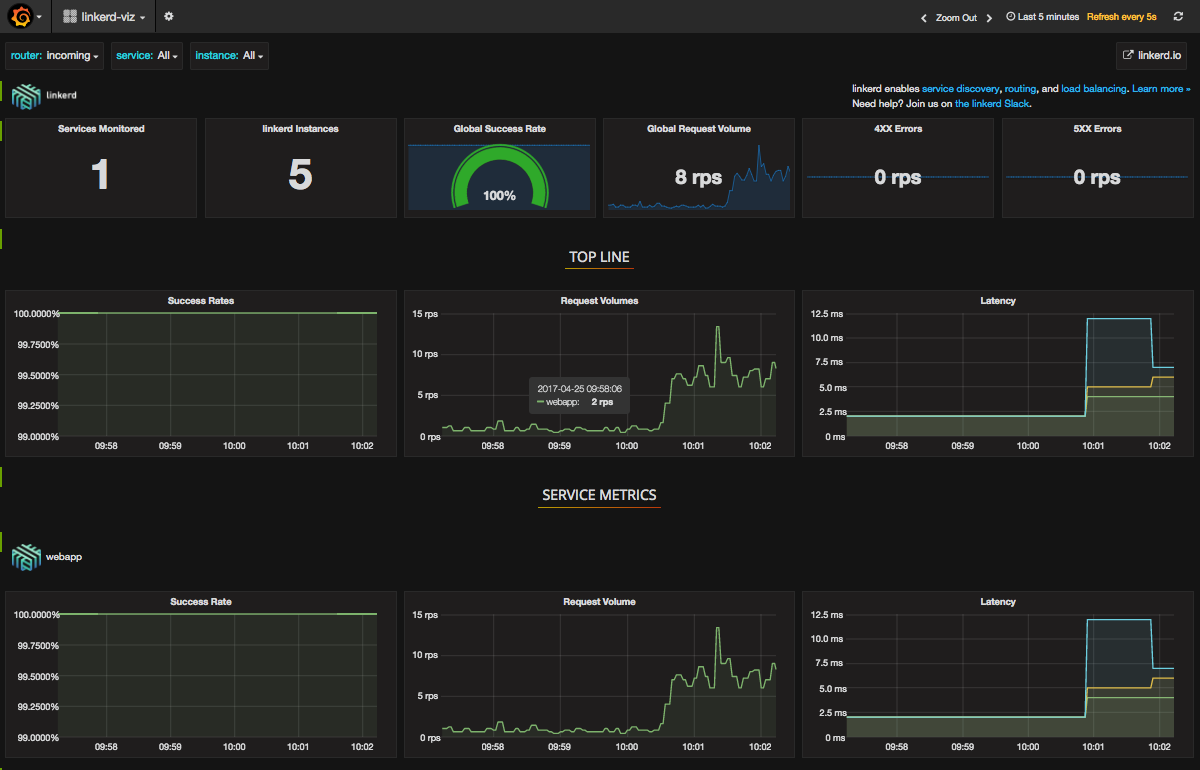 linkerd-viz
Zoom Out
Last 5 minutes
Refresh every 5s
router: incoming
service: All
instance: All
linkerd.io
linkerd
linkerd enables service discovery, routing, and load balancing. Learn more »
Need help? Join us on the linkerd Slack.
Services Monitored
1
linkerd Instances
5
Global Success Rate
100%
Global Request Volume
8 rps
4XX Errors
0 rps
5XX Errors
0 rps
TOP LINE
Success Rates
100.0000%
99.7500%
99.5000%
99.2500%
99.0000%
09:58 09:59 10:00 10:01 10:02
Request Volumes
15 rps
10 rps
5 rps
0 rps
2017-04-25 09:58:06
webapp: 2 rps
09:58 09:59 10:00 10:01 10:02
Latency
12.5 ms
10.0 ms
7.5 ms
5.0 ms
2.5 ms
0 ms
09:58 09:59 10:00 10:01 10:02
SERVICE METRICS
webapp
Success Rate
100.0000%
99.7500%
99.5000%
99.2500%
99.0000%
09:58 09:59 10:00 10:01 10:02
Request Volume
15 rps
10 rps
5 rps
0 rps
09:58 09:59 10:00 10:01 10:02
Latency
12.5 ms
10.0 ms
7.5 ms
5.0 ms
2.5 ms
0 ms
09:58 09:59 10:00 10:01 10:02